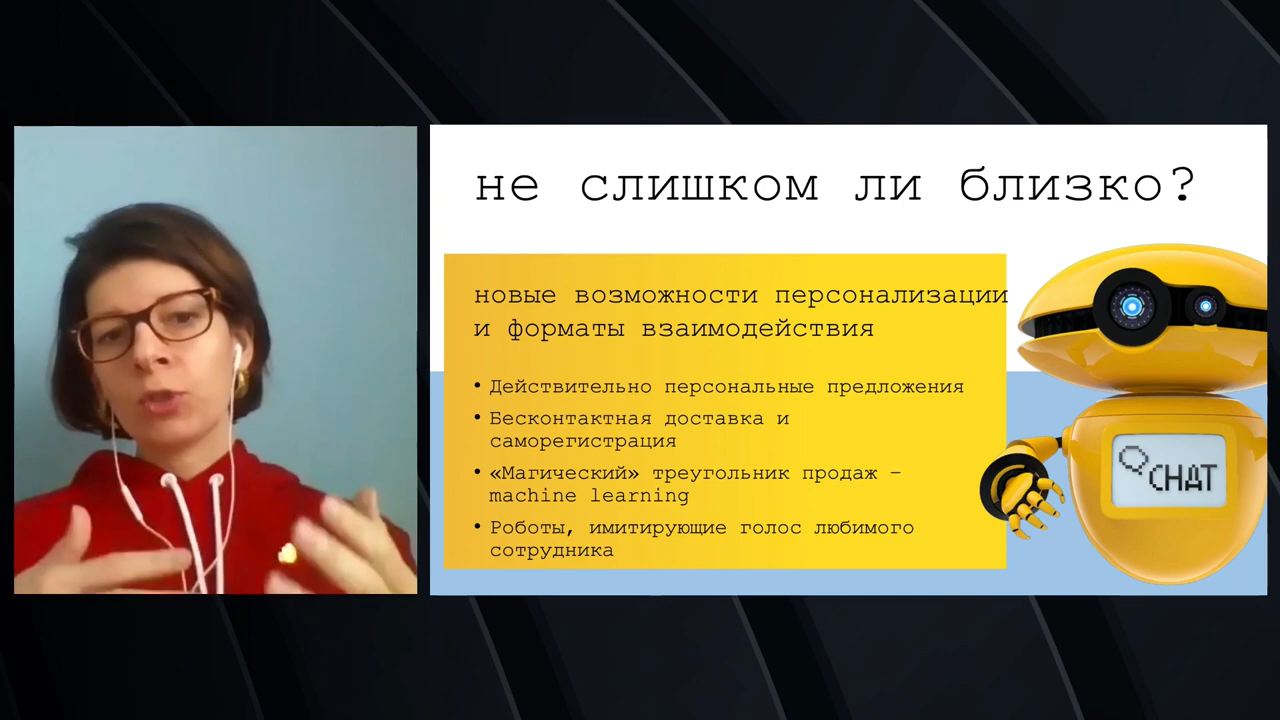 не слишком ли близко?
новые возможности персонализации
и форматы взаимодействия
• Действительно персональные предложения
• Бесконтактная доставка и
саморегистрация
• «Магический» треугольник продаж –
machine learning
• Роботы, имитирующие голос любимого
сотрудника
CHAT